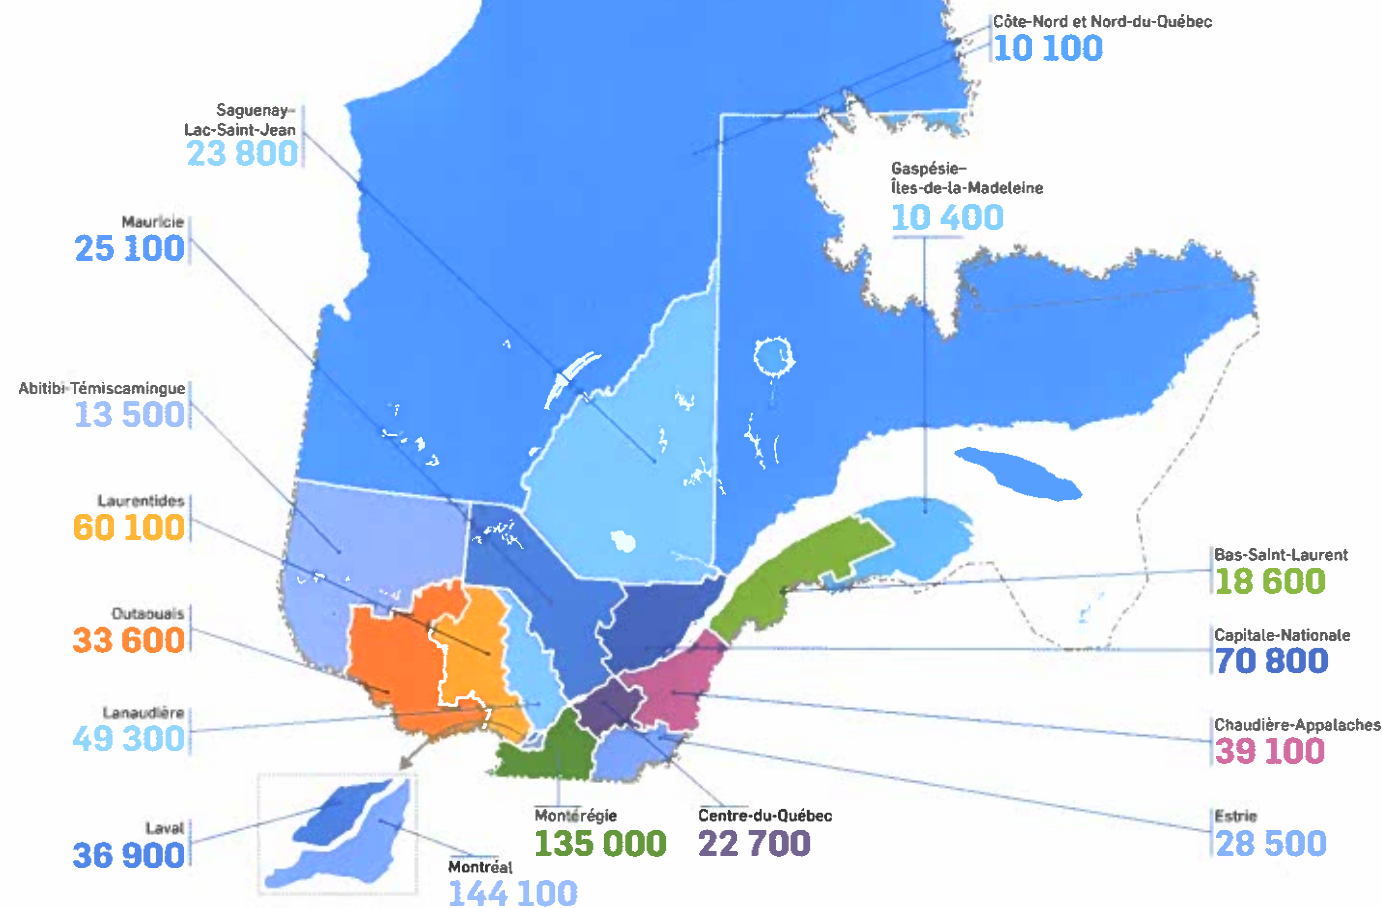 Côte-Nord et Nord-du-Québec
10 100
Saguenay–
Lac-Saint-Jean
23 800
Gaspésie–
Îles-de-la-Madeleine
10 400
Mauricie
25 100
Abitibi-Témiscamingue
13 500
Laurentides
60 100
Outaouais
33 600
Lanaudière
49 300
Laval
36 900
Montréal
144 100
Montérégie
135 000
Centre-du-Québec
22 700
Bas-Saint-Laurent
18 600
Capitale-Nationale
70 800
Chaudière-Appalaches
39 100
Estrie
28 500